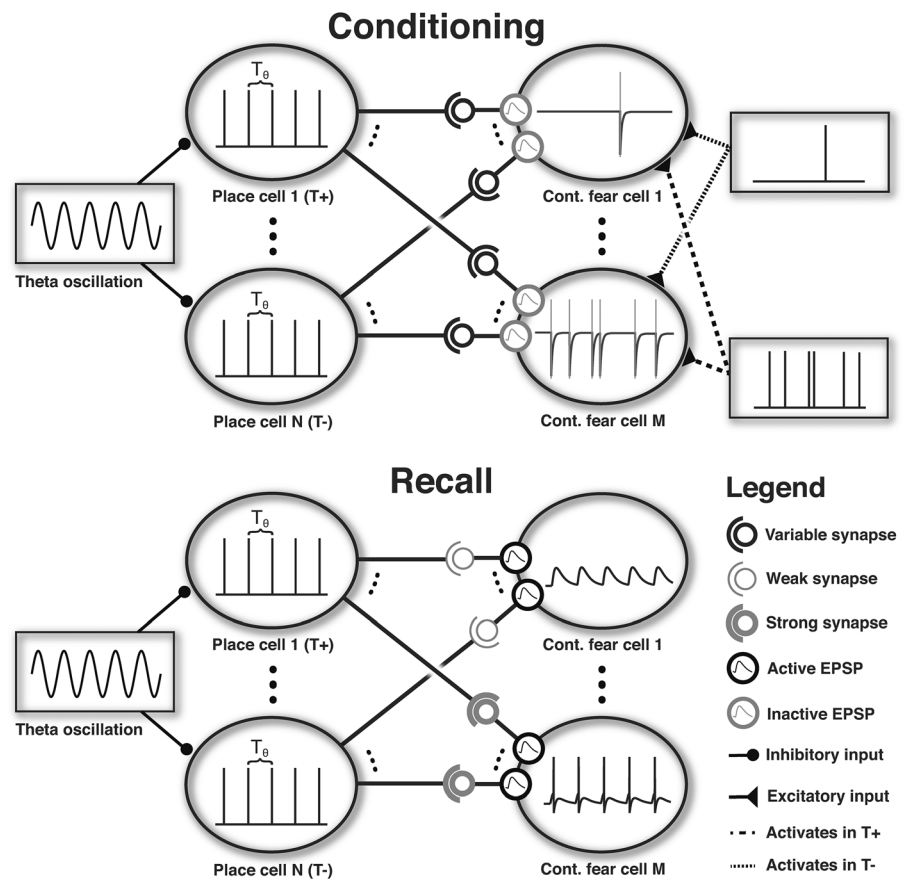 Conditioning
Tθ
Place cell 1 (T+)
Cont. fear cell 1
Theta oscillation
Tθ
Place cell N (T-)
Cont. fear cell M
Recall
Tθ
Place cell 1 (T+)
Cont. fear cell 1
Theta oscillation
Tθ
Place cell N (T-)
Cont. fear cell M
Legend
Variable synapse
Weak synapse
Strong synapse
Active EPSP
Inactive EPSP
Inhibitory input
Excitatory input
Activates in T+
Activates in T-